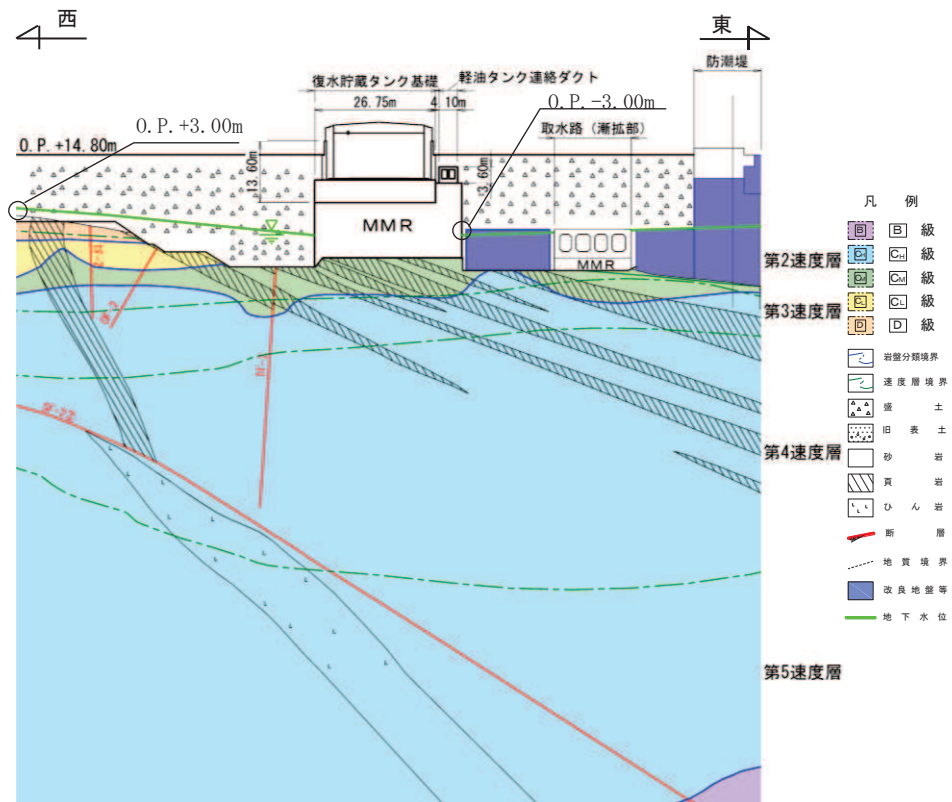 西
東
防潮堤
復水貯蔵タンク基礎
軽油タンク連絡ダクト
26.75m
4
10m
O.P.-3.00m
O.P.+3.00m
取水路（漸拡部）
O.P.+14.80m
13.60m
3.60m
MMR
MMR
第2速度層
第3速度層
第4速度層
第5速度層
凡例
B B 級
CH CH 級
CM CM 級
CL CL 級
D D 級
岩盤分類境界
速度層境界
盛土
旧表土
砂岩
頁岩
ひん岩
断層
地質境界
改良地盤等
地下水位